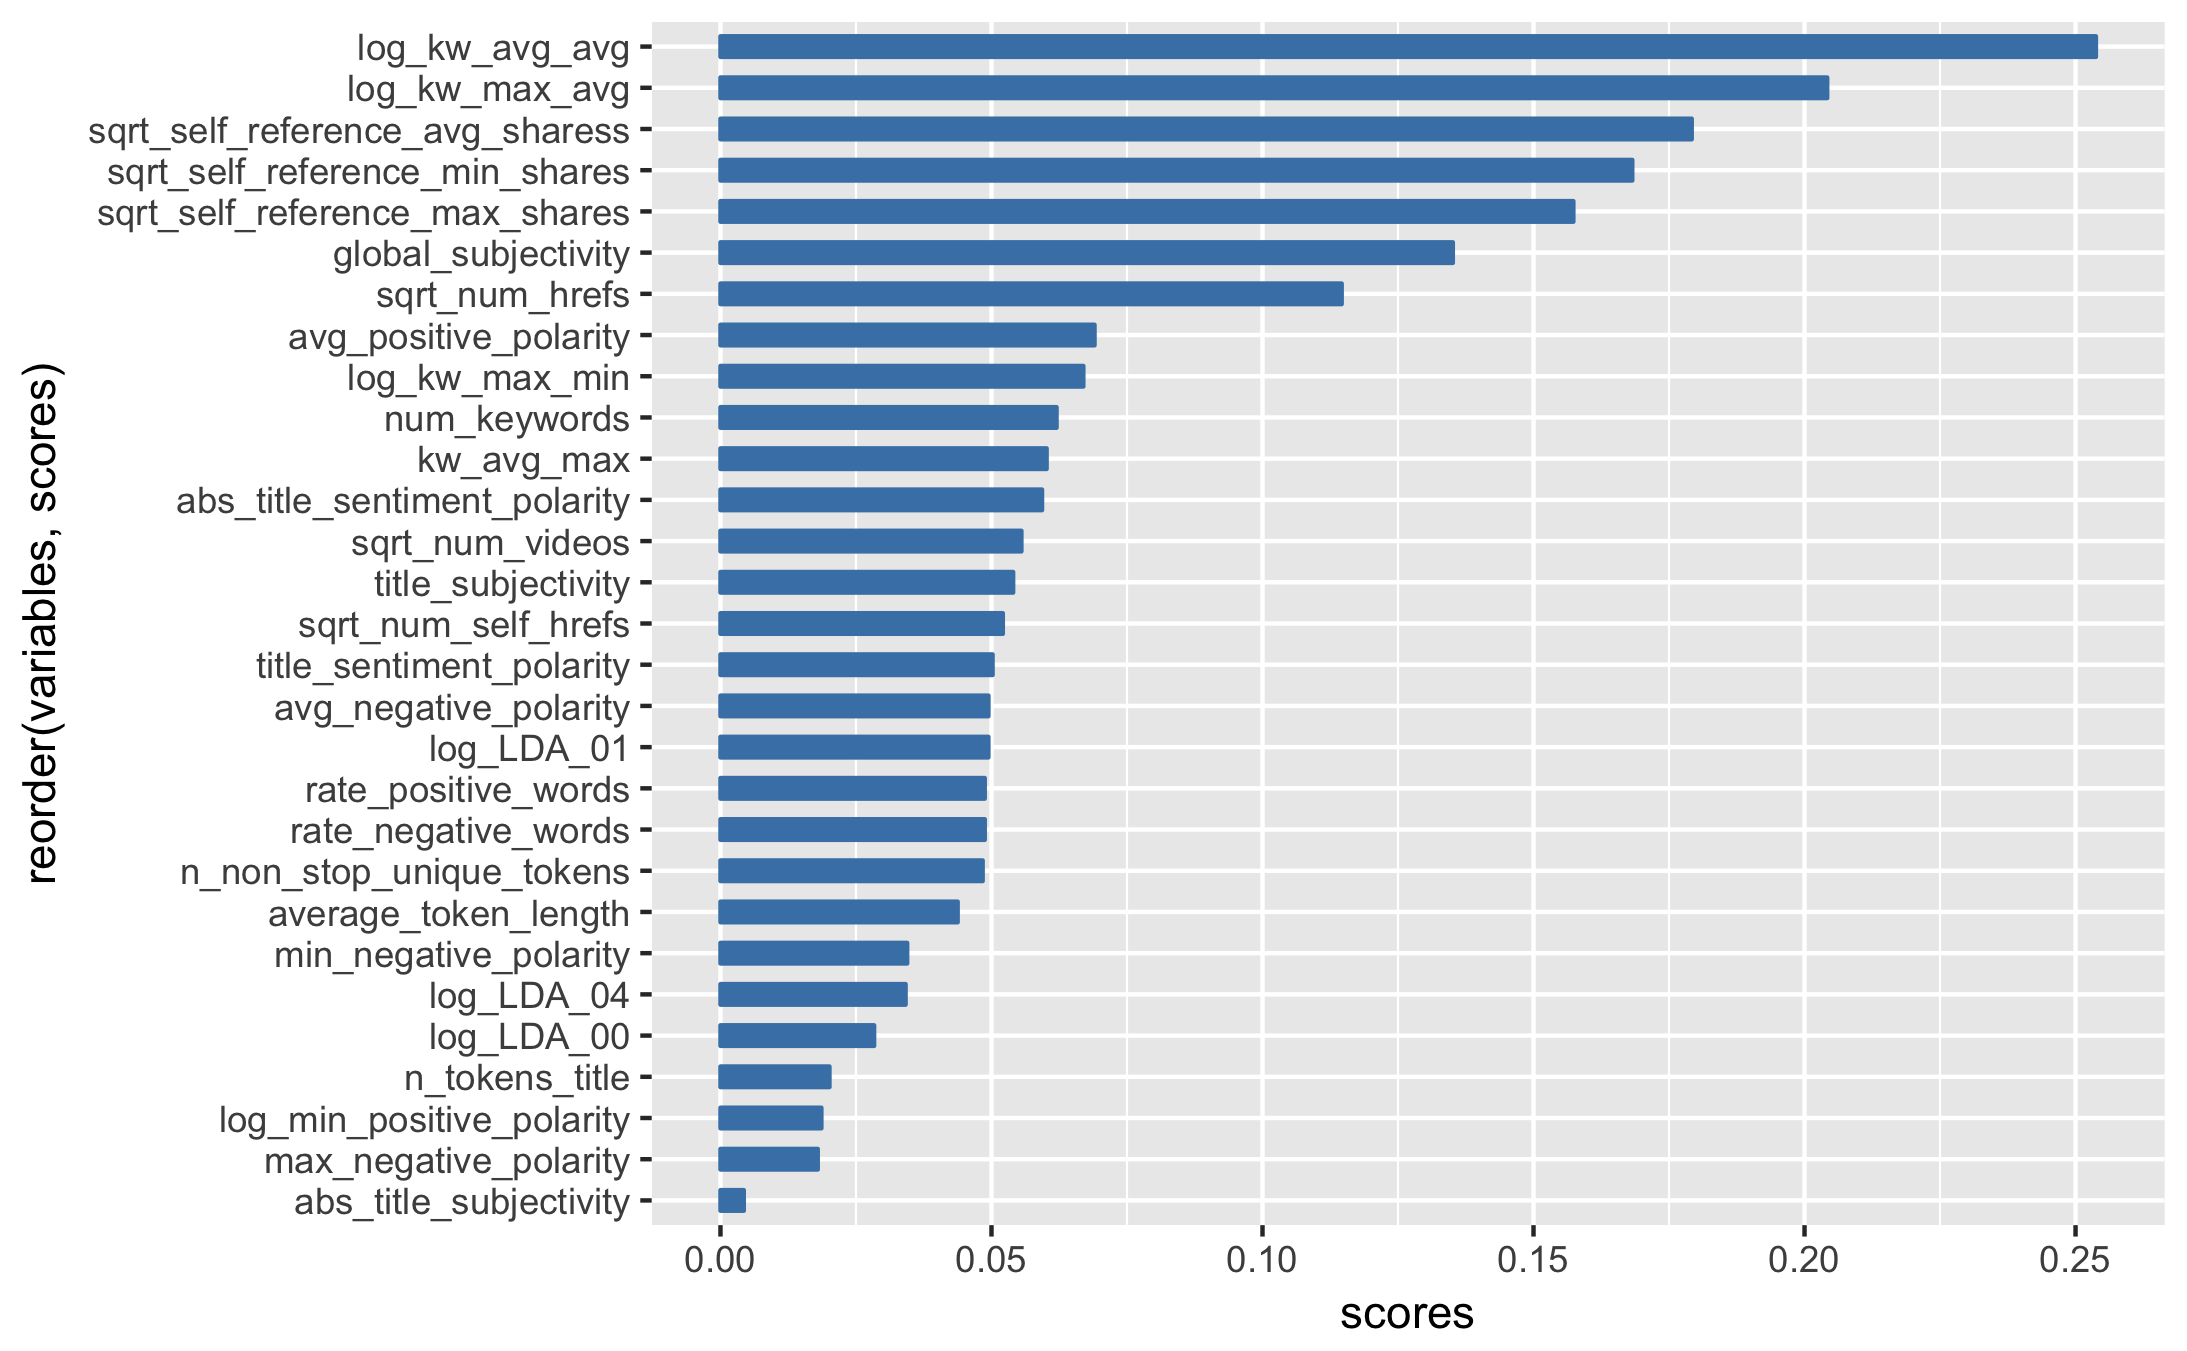 log_kw_avg_avg
log_kw_max_avg
sqrt_self_reference_avg_sharess
sqrt_self_reference_min_shares
sqrt_self_reference_max_shares
global_subjectivity
sqrt_num_hrefs
avg_positive_polarity
log_kw_max_min
num_keywords
kw_avg_max
abs_title_sentiment_polarity
sqrt_num_videos
title_subjectivity
sqrt_num_self_hrefs
title_sentiment_polarity
avg_negative_polarity
log_LDA_01
rate_positive_words
rate_negative_words
n_non_stop_unique_tokens
average_token_length
min_negative_polarity
log_LDA_04
log_LDA_00
n_tokens_title
log_min_positive_polarity
max_negative_polarity
abs_title_subjectivity
reorder(variables, scores)
0.00 0.05 0.10 0.15 0.20 0.25
scores